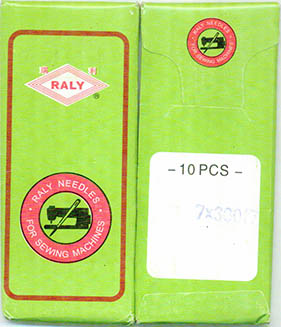 RALY
®
• RALY NEEDLES •
FOR SEWING MACHINES
• RALY NEEDLES •
FOR SEWING MACHINES
- 10 PCS -